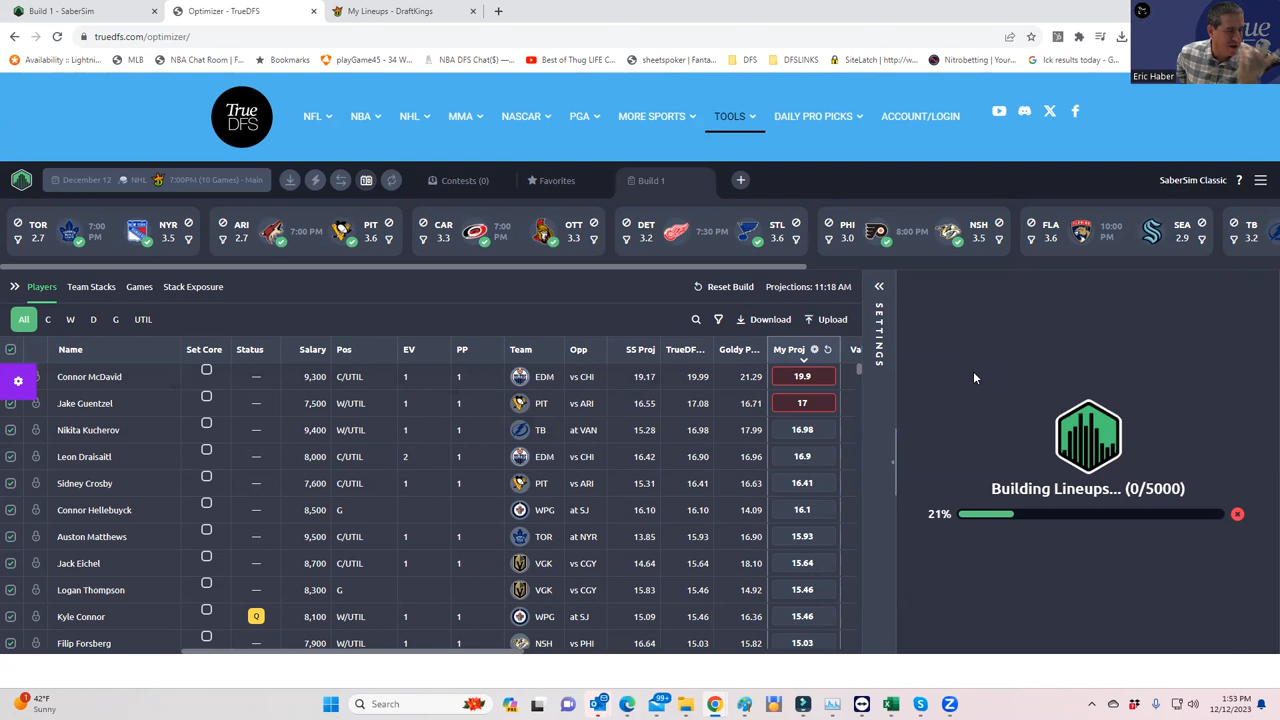 Build 1 - SaberSim
Optimizer - TrueDFS
My Lineups - DraftKings
truedfs.com/optimizer/
Availability :: Lightnin...
MLB
NBA Chat Room | F...
Bookmarks
playGame45 - 34 W...
NBA DFS Chat($) — ...
Best of Thug LIFE C...
sheetspoker | Fanta...
DFS
DFSLINKS
SiteLatch | http://w...
Nitrobetting | Your...
Ick results today - G...
Eric Haber
True
True
DFS
NFL
NBA
NHL
MMA
NASCAR
PGA
MORE SPORTS
TOOLS
DAILY PRO PICKS
ACCOUNT/LOGIN
December 12
NHL
7:00PM (10 Games) - Main
Contests (0)
Favorites
Build 1
SaberSim Classic
?
TOR 2.7 7:00 PM NYR 3.5
ARI 2.7 7:00 PM PIT 3.6
CAR 3.3 7:00 PM OTT 3.3
DET 3.2 7:30 PM STL 3.6
PHI 3.0 8:00 PM NSH 3.5
FLA 3.6 10:00 PM SEA 2.9
TB 3.2
Players
Team Stacks
Games
Stack Exposure
Reset Build
Projections: 11:18 AM
SETTINGS
All C W D G UTIL
Download
Upload
Name Set Core Status Salary Pos EV PP Team Opp SS Proj TrueDF... Goldy P... My Proj Va
Connor McDavid — 9,300 C/UTIL 1 1 EDM vs CHI 19.17 19.99 21.29 19.9
Jake Guentzel — 7,500 W/UTIL 1 1 PIT vs ARI 16.55 17.08 16.71 17
Nikita Kucherov — 9,400 W/UTIL 1 1 TB at VAN 15.28 16.98 17.99 16.98
Leon Draisaitl — 8,000 C/UTIL 2 1 EDM vs CHI 16.42 16.90 16.96 16.9
Sidney Crosby — 7,600 C/UTIL 1 1 PIT vs ARI 15.31 16.41 16.63 16.41
Connor Hellebuyck — 8,500 G WPG at SJ 16.10 16.10 14.09 16.1
Auston Matthews — 9,500 C/UTIL 1 1 TOR at NYR 13.85 15.93 16.90 15.93
Jack Eichel — 8,700 C/UTIL 1 1 VGK vs CGY 14.64 15.64 18.10 15.64
Logan Thompson — 8,300 G VGK vs CGY 15.83 15.46 14.92 15.46
Kyle Connor Q 8,100 W/UTIL 1 1 WPG at SJ 15.09 15.46 16.36 15.46
Filip Forsberg — 7,900 W/UTIL 1 1 NSH vs PHI 16.64 15.03 15.82 15.03
Building Lineups... (0/5000)
21%
1
42°F
Sunny
Search
99+
1:53 PM
12/12/2023